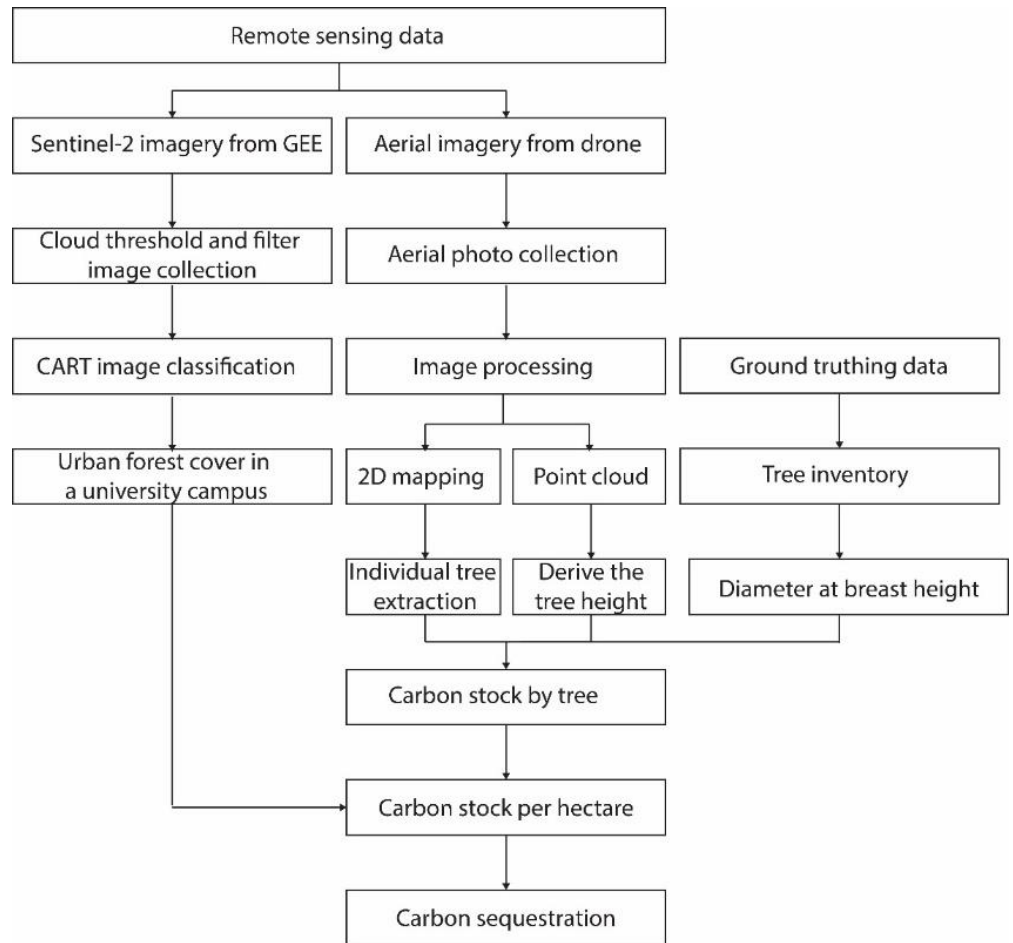 Remote sensing data
Sentinel-2 imagery from GEE
Aerial imagery from drone
Cloud threshold and filter
image collection
Aerial photo collection
CART image classification
Image processing
Ground truthing data
Urban forest cover in
a university campus
2D mapping
Point cloud
Tree inventory
Individual tree
extraction
Derive the
tree height
Diameter at breast height
Carbon stock by tree
Carbon stock per hectare
Carbon sequestration